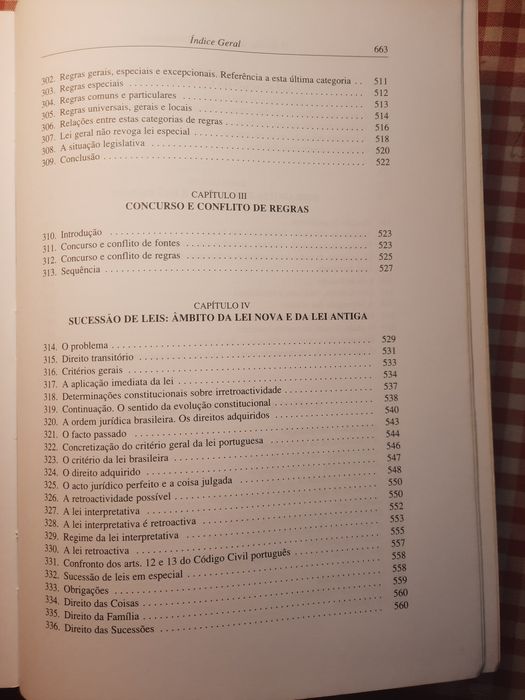 Índice Geral 663
302. Regras gerais, especiais e excepcionais. Referência a esta última categoria . . 511
303. Regras especiais . . . . . . . . . . 512
304. Regras comuns e particulares . . . . . . . . . . 513
305. Regras universais, gerais e locais . . . . . . . . . . 514
306. Relações entre estas categorias de regras . . . . . . . . . . 516
307. Lei geral não revoga lei especial . . . . . . . . . . 518
308. A situação legislativa . . . . . . . . . . 520
309. Conclusão . . . . . . . . . . 522
CAPÍTULO III
CONCURSO E CONFLITO DE REGRAS
310. Introdução . . . . . . . . . . 523
311. Concurso e conflito de fontes . . . . . . . . . . 523
312. Concurso e conflito de regras . . . . . . . . . . 525
313. Sequência . . . . . . . . . . 527
CAPÍTULO IV
SUCESSÃO DE LEIS: ÂMBITO DA LEI NOVA E DA LEI ANTIGA
314. O problema . . . . . . . . . . 529
315. Direito transitório . . . . . . . . . . 531
316. Critérios gerais . . . . . . . . . . 533
317. A aplicação imediata da lei . . . . . . . . . . 534
318. Determinações constitucionais sobre irretroactividade . . . . . . . . . . 537
319. Continuação. O sentido da evolução constitucional . . . . . . . . . . 538
320. A ordem jurídica brasileira. Os direitos adquiridos . . . . . . . . . . 540
321. O facto passado . . . . . . . . . . 543
322. Concretização do critério geral da lei portuguesa . . . . . . . . . . 544
323. O critério da lei brasileira . . . . . . . . . . 546
324. O direito adquirido . . . . . . . . . . 547
325. O acto jurídico perfeito e a coisa julgada . . . . . . . . . . 548
326. A retroactividade possível . . . . . . . . . . 550
327. A lei interpretativa . . . . . . . . . . 550
328. A lei interpretativa é retroactiva . . . . . . . . . . 552
329. Regime da lei interpretativa . . . . . . . . . . 553
330. A lei retroactiva . . . . . . . . . . 555
331. Confronto dos arts. 12 e 13 do Código Civil português . . . . . . . . . . 557
332. Sucessão de leis em especial . . . . . . . . . . 558
333. Obrigações . . . . . . . . . . 558
334. Direito das Coisas . . . . . . . . . . 559
335. Direito da Família . . . . . . . . . . 560
336. Direito das Sucessões . . . . . . . . . . 560